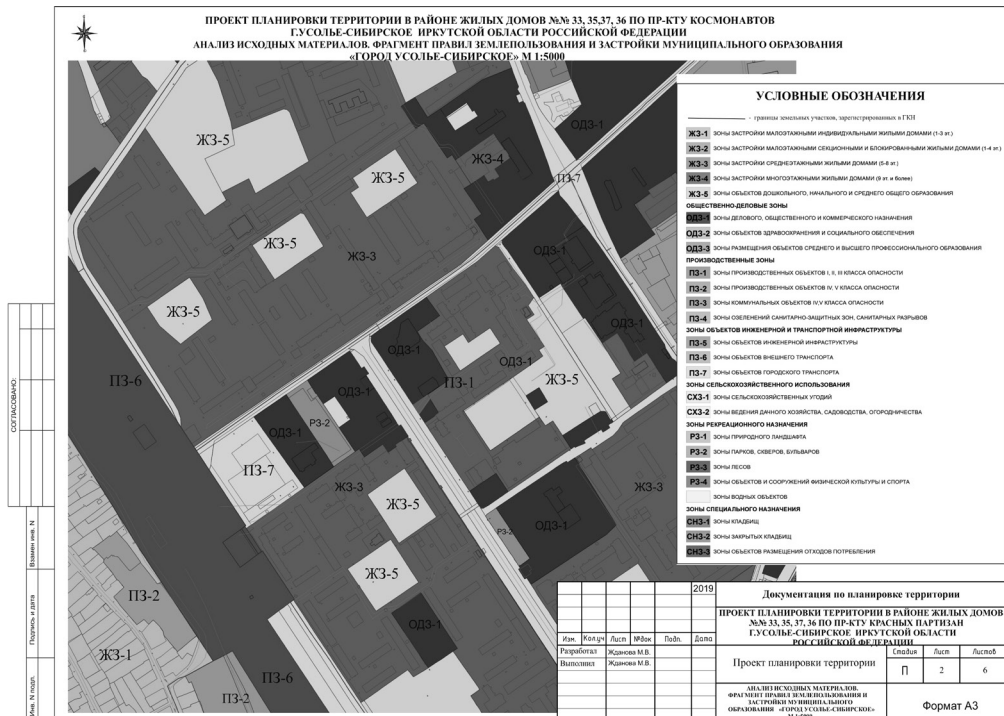 ПРОЕКТ ПЛАНИРОВКИ ТЕРРИТОРИИ В РАЙОНЕ ЖИЛЫХ ДОМОВ №№ 33, 35,37, 36 ПО ПР-КТУ КОСМОНАВТОВ
Г.УСОЛЬЕ-СИБИРСКОЕ ИРКУТСКОЙ ОБЛАСТИ РОССИЙСКОЙ ФЕДЕРАЦИИ
АНАЛИЗ ИСХОДНЫХ МАТЕРИАЛОВ. ФРАГМЕНТ ПРАВИЛ ЗЕМЛЕПОЛЬЗОВАНИЯ И ЗАСТРОЙКИ МУНИЦИПАЛЬНОГО ОБРАЗОВАНИЯ
«ГОРОД УСОЛЬЕ-СИБИРСКОЕ» М 1:5000
ЖЗ-5
ОДЗ-1
ЖЗ-4
ЖЗ-5
ПЗ-7
ЖЗ-5
ЖЗ-3
ОДЗ-1
ЖЗ-5
ОДЗ-1
ОДЗ-1
ОДЗ-1
ПЗ-6
ПЗ-1
ЖЗ-5
ОДЗ-1
РЗ-2
ОДЗ-1
ПЗ-7
ЖЗ-3
ЖЗ-3
ЖЗ-5
ОДЗ-1
РЗ-2
ЖЗ-5
ПЗ-2
ОДЗ-1
ЖЗ-1
ПЗ-6
ПЗ-2
УСЛОВНЫЕ ОБОЗНАЧЕНИЯ
- границы земельных участков, зарегистрированных в ГКН
ЖЗ-1 ЗОНЫ ЗАСТРОЙКИ МАЛОЭТАЖНЫМИ ИНДИВИДУАЛЬНЫМИ ЖИЛЫМИ ДОМАМИ (1-3 эт.)
ЖЗ-2 ЗОНЫ ЗАСТРОЙКИ МАЛОЭТАЖНЫМИ СЕКЦИОННЫМИ И БЛОКИРОВАННЫМИ ЖИЛЫМИ ДОМАМИ (1-4 эт.)
ЖЗ-3 ЗОНЫ ЗАСТРОЙКИ СРЕДНЕЭТАЖНЫМИ ЖИЛЫМИ ДОМАМИ (5-8 эт.)
ЖЗ-4 ЗОНЫ ЗАСТРОЙКИ МНОГОЭТАЖНЫМИ ЖИЛЫМИ ДОМАМИ (9 эт. и более)
ЖЗ-5 ЗОНЫ ОБЪЕКТОВ ДОШКОЛЬНОГО, НАЧАЛЬНОГО И СРЕДНЕГО ОБЩЕГО ОБРАЗОВАНИЯ
ОБЩЕСТВЕННО-ДЕЛОВЫЕ ЗОНЫ
ОДЗ-1 ЗОНЫ ДЕЛОВОГО, ОБЩЕСТВЕННОГО И КОММЕРЧЕСКОГО НАЗНАЧЕНИЯ
ОДЗ-2 ЗОНЫ ОБЪЕКТОВ ЗДРАВООХРАНЕНИЯ И СОЦИАЛЬНОГО ОБЕСПЕЧЕНИЯ
ОДЗ-3 ЗОНЫ РАЗМЕЩЕНИЯ ОБЪЕКТОВ СРЕДНЕГО И ВЫСШЕГО ПРОФЕССИОНАЛЬНОГО ОБРАЗОВАНИЯ
ПРОИЗВОДСТВЕННЫЕ ЗОНЫ
ПЗ-1 ЗОНЫ ПРОИЗВОДСТВЕННЫХ ОБЪЕКТОВ I, II, III КЛАССА ОПАСНОСТИ
ПЗ-2 ЗОНЫ ПРОИЗВОДСТВЕННЫХ ОБЪЕКТОВ IV, V КЛАССА ОПАСНОСТИ
ПЗ-3 ЗОНЫ КОММУНАЛЬНЫХ ОБЪЕКТОВ IV,V КЛАССА ОПАСНОСТИ
ПЗ-4 ЗОНЫ ОЗЕЛЕНЕНИЙ САНИТАРНО-ЗАЩИТНЫХ ЗОН, САНИТАРНЫХ РАЗРЫВОВ
ЗОНЫ ОБЪЕКТОВ ИНЖЕНЕРНОЙ И ТРАНСПОРТНОЙ ИНФРАСТРУКТУРЫ
ПЗ-5 ЗОНЫ ОБЪЕКТОВ ИНЖЕНЕРНОЙ ИНФРАСТРУКТУРЫ
ПЗ-6 ЗОНЫ ОБЪЕКТОВ ВНЕШНЕГО ТРАНСПОРТА
ПЗ-7 ЗОНЫ ОБЪЕКТОВ ГОРОДСКОГО ТРАНСПОРТА
ЗОНЫ СЕЛЬСКОХОЗЯЙСТВЕННОГО ИСПОЛЬЗОВАНИЯ
СХЗ-1 ЗОНЫ СЕЛЬСКОХОЗЯЙСТВЕННЫХ УГОДИЙ
СХЗ-2 ЗОНЫ ВЕДЕНИЯ ДАЧНОГО ХОЗЯЙСТВА, САДОВОДСТВА, ОГОРОДНИЧЕСТВА
ЗОНЫ РЕКРЕАЦИОННОГО НАЗНАЧЕНИЯ
РЗ-1 ЗОНЫ ПРИРОДНОГО ЛАНДШАФТА
РЗ-2 ЗОНЫ ПАРКОВ, СКВЕРОВ, БУЛЬВАРОВ
РЗ-3 ЗОНЫ ЛЕСОВ
РЗ-4 ЗОНЫ ОБЪЕКТОВ И СООРУЖЕНИЙ ФИЗИЧЕСКОЙ КУЛЬТУРЫ И СПОРТА
ЗОНЫ ВОДНЫХ ОБЪЕКТОВ
ЗОНЫ СПЕЦИАЛЬНОГО НАЗНАЧЕНИЯ
СНЗ-1 ЗОНЫ КЛАДБИЩ
СНЗ-2 ЗОНЫ ЗАКРЫТЫХ КЛАДБИЩ
СНЗ-3 ЗОНЫ ОБЪЕКТОВ РАЗМЕЩЕНИЯ ОТХОДОВ ПОТРЕБЛЕНИЯ
СОГЛАСОВАНО:
Взамен инв. N
Подпись и дата
Инв. N подл.
2019
Документация по планировке территории
ПРОЕКТ ПЛАНИРОВКИ ТЕРРИТОРИИ В РАЙОНЕ ЖИЛЫХ ДОМОВ
№№ 33, 35, 37, 36 ПО ПР-КТУ КРАСНЫХ ПАРТИЗАН
Г.УСОЛЬЕ-СИБИРСКОЕ ИРКУТСКОЙ ОБЛАСТИ
РОССИЙСКОЙ ФЕДЕРАЦИИ
Изм. Кол.уч Лист №док Подп. Дата
Разработал Жданова М.В.
Выполнил Жданова М.В.
Проект планировки территории
Стадия Лист Листов
П 2 6
АНАЛИЗ ИСХОДНЫХ МАТЕРИАЛОВ.
ФРАГМЕНТ ПРАВИЛ ЗЕМЛЕПОЛЬЗОВАНИЯ И
ЗАСТРОЙКИ МУНИЦИПАЛЬНОГО
ОБРАЗОВАНИЯ «ГОРОД УСОЛЬЕ-СИБИРСКОЕ»
М 1:5000
Формат А3